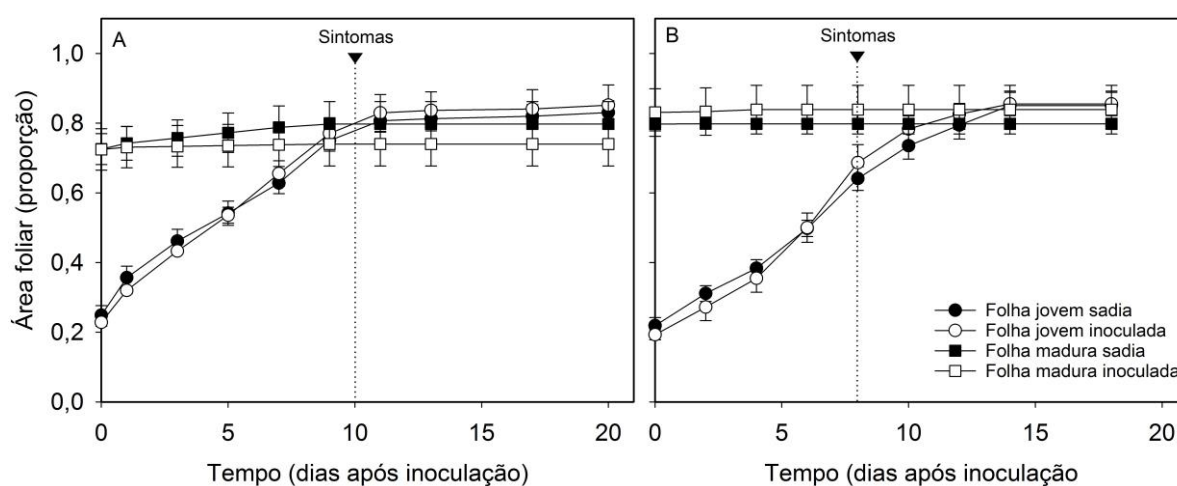 A
Sintomas
B
Sintomas
Área foliar (proporção)
1,0
0,8
0,6
0,4
0,2
0,0
Folha jovem sadia
Folha jovem inoculada
Folha madura sadia
Folha madura inoculada
0 5 10 15 20
0 5 10 15 20
Tempo (dias após inoculação)
Tempo (dias após inoculação